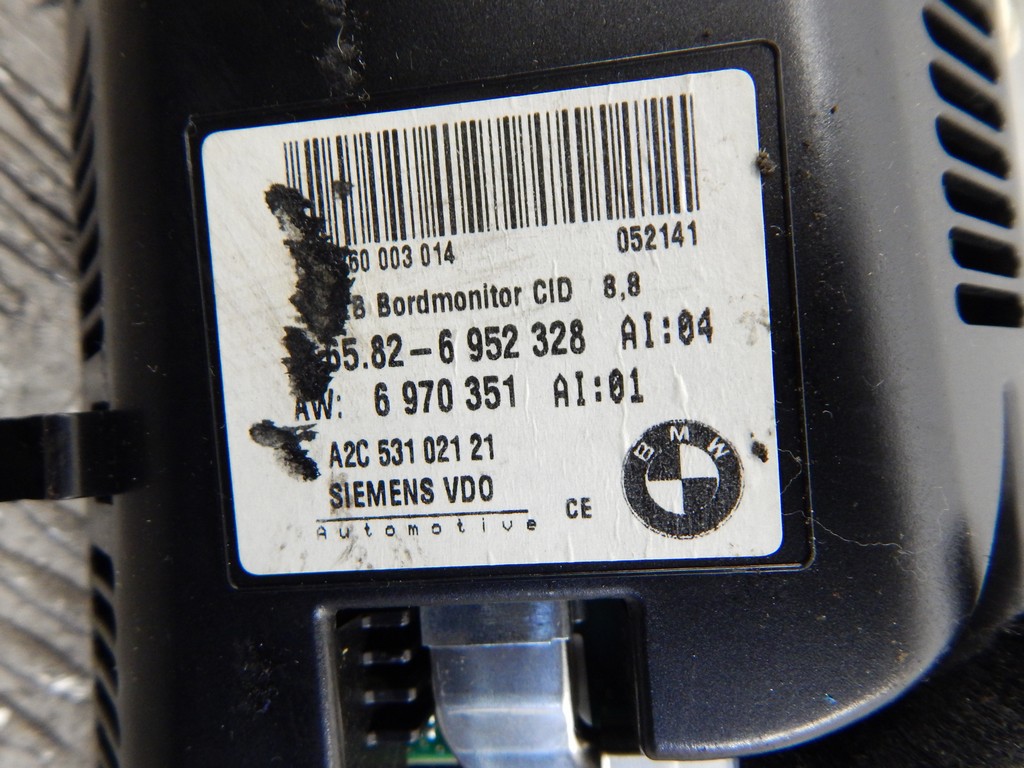 60 003 014 052141
Bordmonitor CID 8,8
65.82-6 952 328 AI:04
AW: 6 970 351 AI:01
A2C 531 021 21
SIEMENS VDO
Automotive CE
BMW